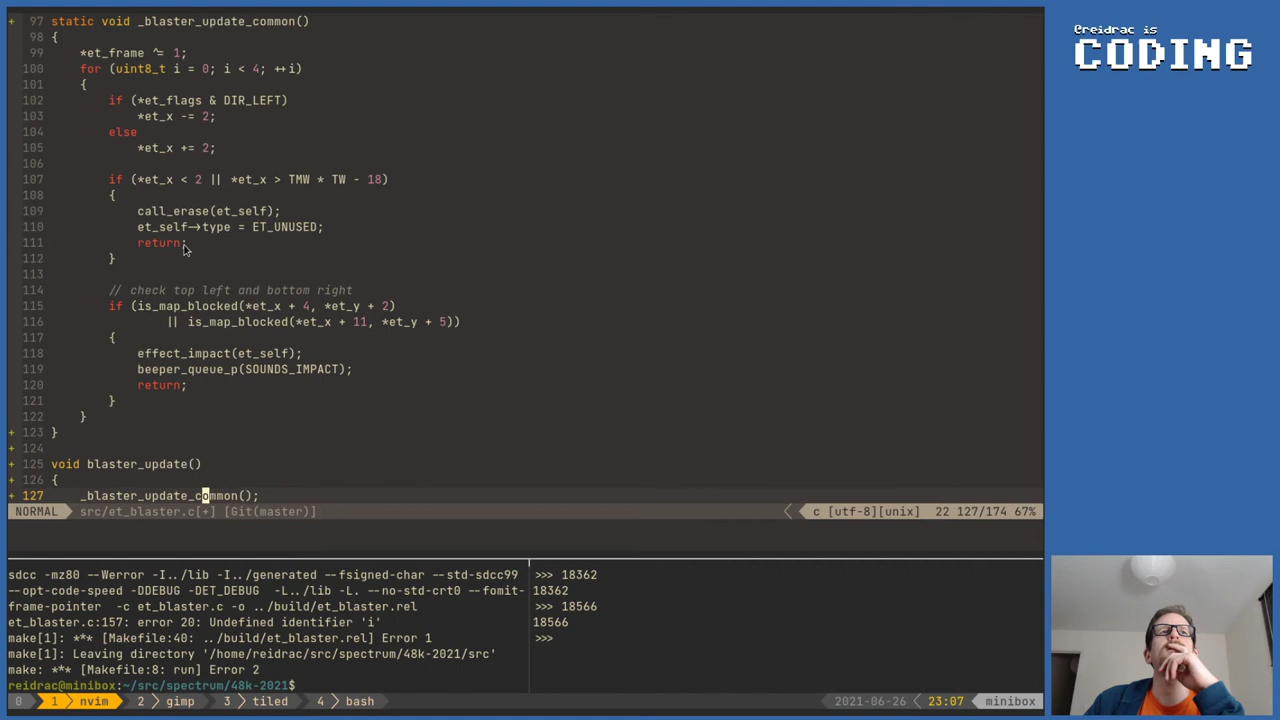 @reidrac is
CODING
+ 97 static void _blaster_update_common()
98 {
99 *et_frame ^= 1;
100 for (uint8_t i = 0; i < 4; ++i)
101 {
102 if (*et_flags & DIR_LEFT)
103 *et_x -= 2;
104 else
105 *et_x += 2;
106
107 if (*et_x < 2 || *et_x > TMW * TW - 18)
108 {
109 call_erase(et_self);
110 et_self->type = ET_UNUSED;
111 return;
112 }
113
114 // check top left and bottom right
115 if (is_map_blocked(*et_x + 4, *et_y + 2)
116 || is_map_blocked(*et_x + 11, *et_y + 5))
117 {
118 effect_impact(et_self);
119 beeper_queue_p(SOUNDS_IMPACT);
120 return;
121 }
122 }
+ 123 }
+ 124
125 void blaster_update()
+ 126 {
+ 127 _blaster_update_common();
NORMAL src/et_blaster.c[+] [Git(master)] c [utf-8][unix] 22 127/174 67%
sdcc -mz80 --Werror -I../lib -I../generated --fsigned-char --std-sdcc99
--opt-code-speed -DDEBUG -DET_DEBUG -L../lib -L. --no-std-crt0 --fomit-
frame-pointer -c et_blaster.c -o ../build/et_blaster.rel
et_blaster.c:157: error 20: Undefined identifier 'i'
make[1]: *** [Makefile:40: ../build/et_blaster.rel] Error 1
make[1]: Leaving directory '/home/reidrac/src/spectrum/48k-2021/src'
make: *** [Makefile:8: run] Error 2
reidrac@minibox:~/src/spectrum/48k-2021$
>>> 18362
18362
>>> 18566
18566
>>>
0 1 nvim 2 gimp 3 tiled 4 bash 2021-06-26 23:07 minibox